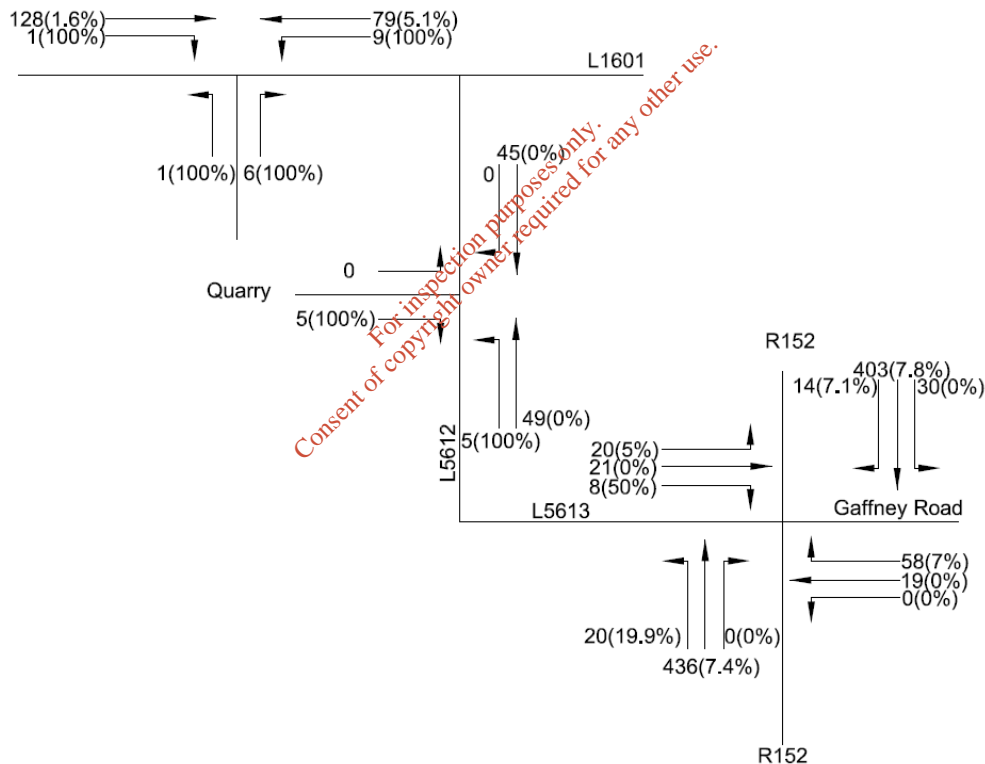 128(1.6%)
79(5.1%)
1(100%)
9(100%)
L1601
1(100%)
6(100%)
45(0%)
0
0
Quarry
5(100%)
For inspection purposes only.
Consent of copyright owner required for any other use.
49(0%)
5(100%)
L5612
R152
403(7.8%)
14(7.1%)
30(0%)
20(5%)
21(0%)
8(50%)
L5613
Gaffney Road
58(7%)
19(0%)
0(0%)
20(19.9%)
0(0%)
436(7.4%)
R152